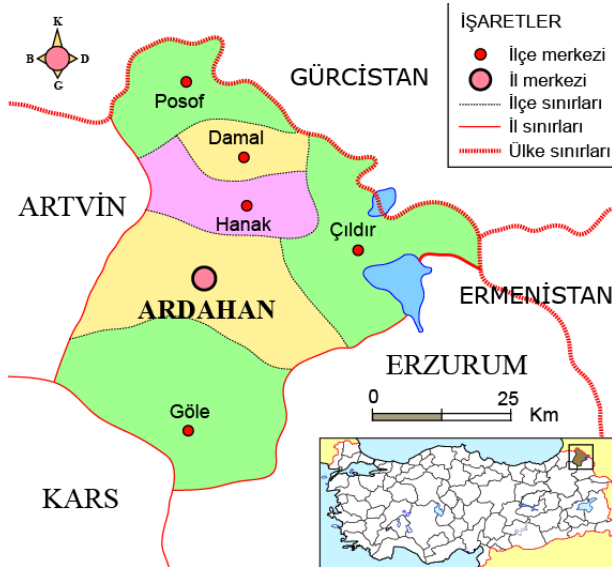 K
B D
G
İŞARETLER
İlçe merkezi
İl merkezi
İlçe sınırları
İl sınırları
Ülke sınırları
GÜRCİSTAN
Posof
Damal
ARTVİN
Hanak
Çıldır
ARDAHAN
ERMENİSTAN
ERZURUM
0 25
Km
Göle
KARS